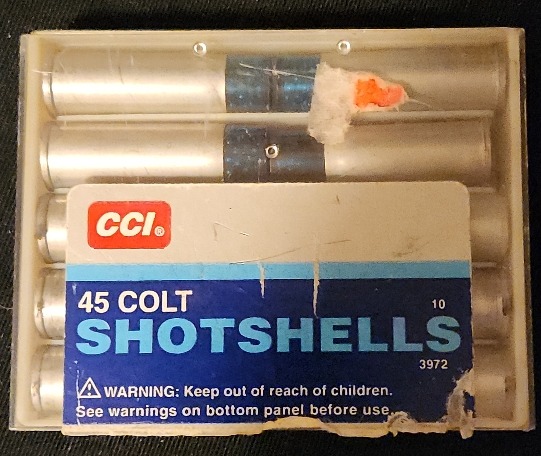 CCI®
45 COLT
10
SHOTSHELLS
3972
⚠ WARNING: Keep out of reach of children.
See warnings on bottom panel before use.